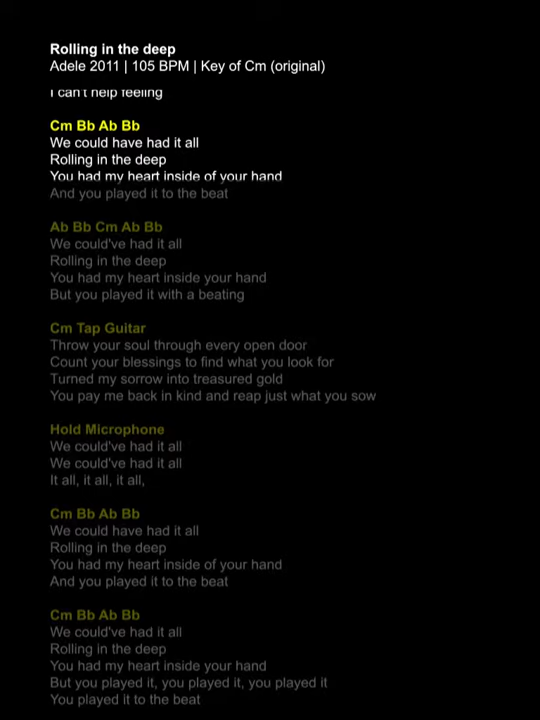 Rolling in the deep
Adele 2011 | 105 BPM | Key of Cm (original)
I can't help feeling
Cm Bb Ab Bb
We could have had it all
Rolling in the deep
You had my heart inside of your hand
And you played it to the beat
Ab Bb Cm Ab Bb
We could've had it all
Rolling in the deep
You had my heart inside your hand
But you played it with a beating
Cm Tap Guitar
Throw your soul through every open door
Count your blessings to find what you look for
Turned my sorrow into treasured gold
You pay me back in kind and reap just what you sow
Hold Microphone
We could've had it all
We could've had it all
It all, it all, it all,
Cm Bb Ab Bb
We could have had it all
Rolling in the deep
You had my heart inside of your hand
And you played it to the beat
Cm Bb Ab Bb
We could've had it all
Rolling in the deep
You had my heart inside your hand
But you played it, you played it, you played it
You played it to the beat